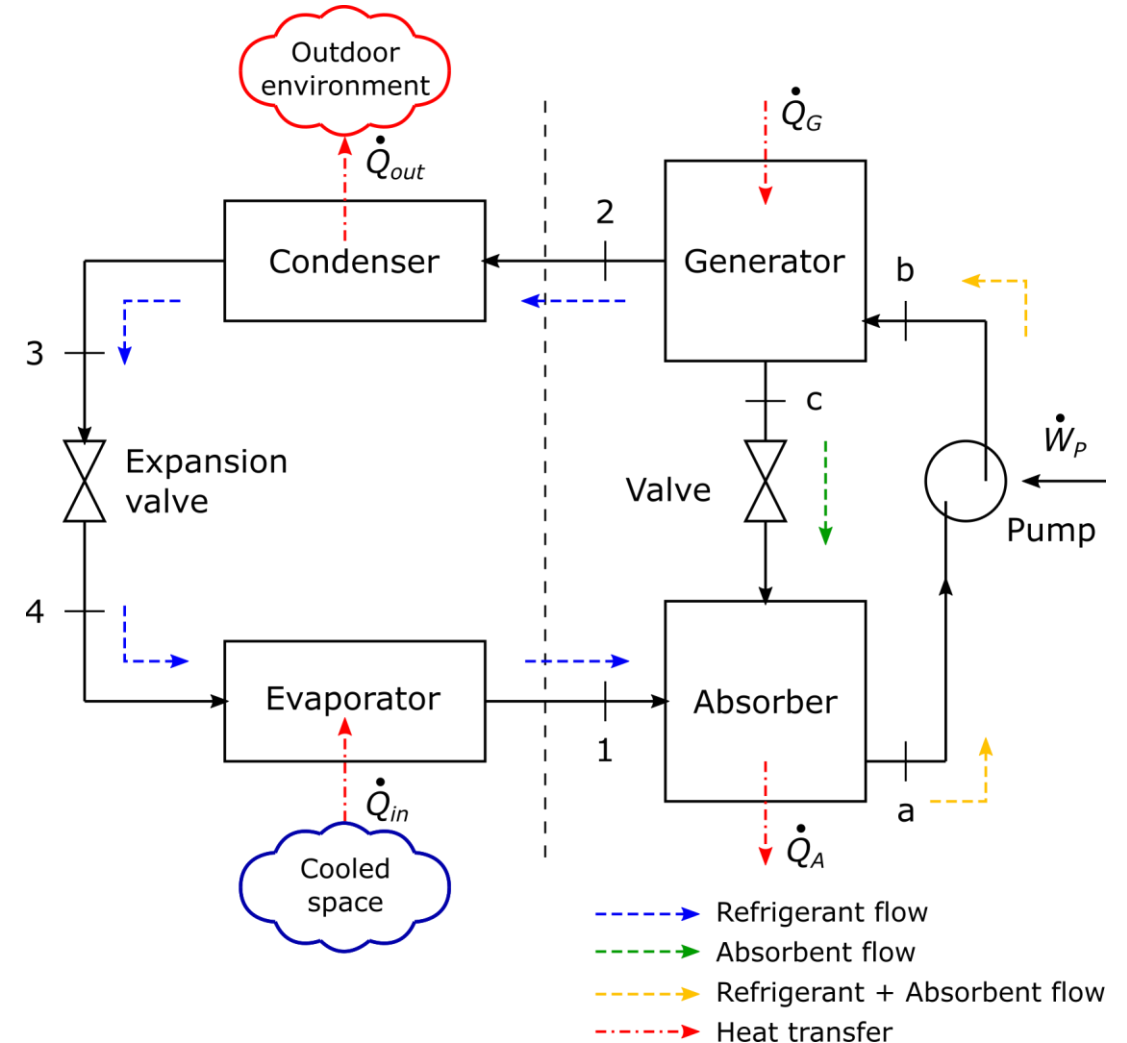 Outdoor
environment
Q̇out
Q̇G
2
Condenser
Generator
b
3
c
Expansion
valve
Valve
ẆP
Pump
4
Evaporator
Absorber
1
a
Q̇in
Q̇A
Cooled
space
Refrigerant flow
Absorbent flow
Refrigerant + Absorbent flow
Heat transfer